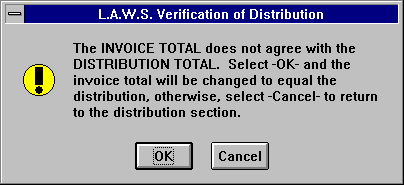 L.A.W.S. Verification of Distribution
The INVOICE TOTAL does not agree with the
DISTRIBUTION TOTAL.  Select -OK- and the
invoice total will be changed to equal the
distribution, otherwise, select -Cancel- to return
to the distribution section.
OK Cancel